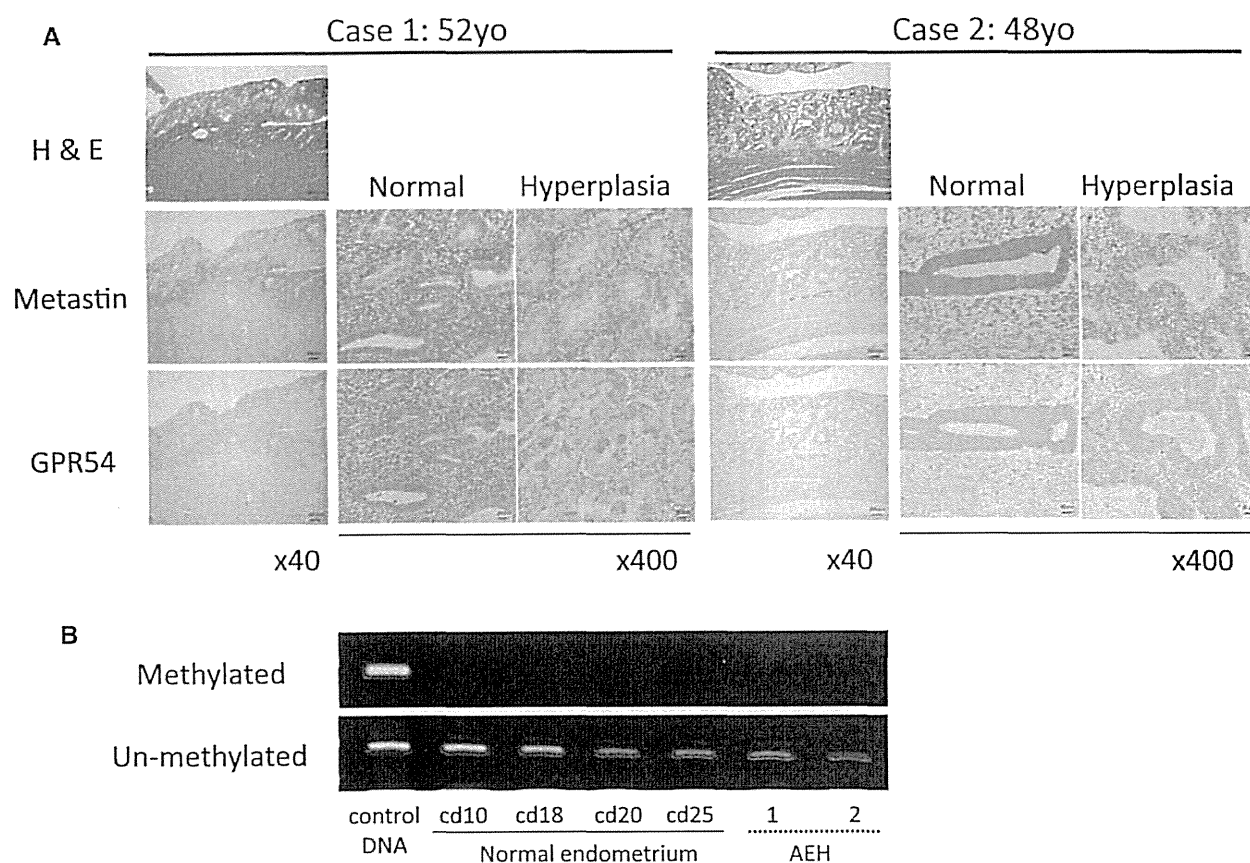 A
Case 1: 52yo
Case 2: 48yo
H & E
Normal
Hyperplasia
Normal
Hyperplasia
Metastin
GPR54
x40
x400
x40
x400
B
Methylated
Un-methylated
control
DNA
cd10
cd18
cd20
cd25
1
2
Normal endometrium
AEH